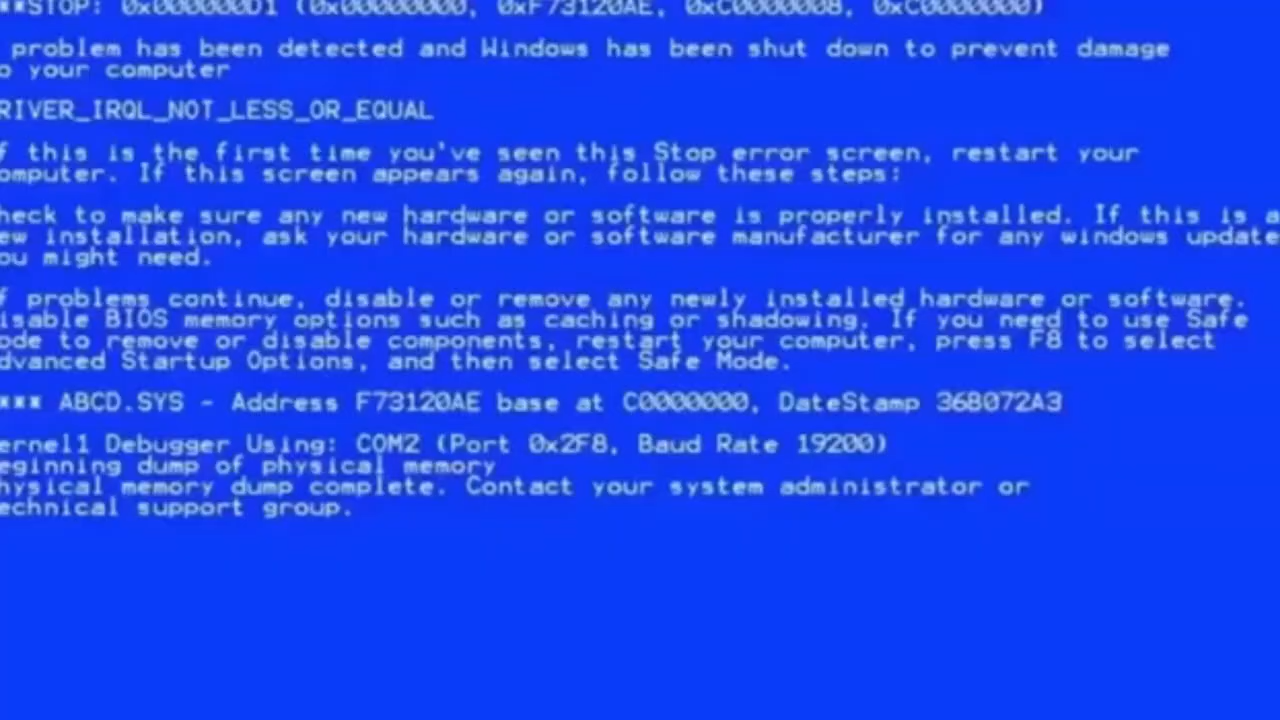 **STOP: 0x000000D1 (0x00000000, 0xF73120AE, 0xC0000008, 0xC0000000)
problem has been detected and Windows has been shut down to prevent damage
o your computer
RIVER_IRQL_NOT_LESS_OR_EQUAL
f this is the first time you've seen this Stop error screen, restart your
omputer. If this screen appears again, follow these steps:
heck to make sure any new hardware or software is properly installed. If this is a
ew installation, ask your hardware or software manufacturer for any windows update
ou might need.
f problems continue, disable or remove any newly installed hardware or software.
isable BIOS memory options such as caching or shadowing. If you need to use Safe
ode to remove or disable components, restart your computer, press F8 to select
dvanced Startup Options, and then select Safe Mode.
*** ABCD.SYS - Address F73120AE base at C0000000, DateStamp 36B072A3
ernel1 Debugger Using: COM2 (Port 0x2F8, Baud Rate 19200)
eginning dump of physical memory
hysical memory dump complete. Contact your system administrator or
echnical support group.